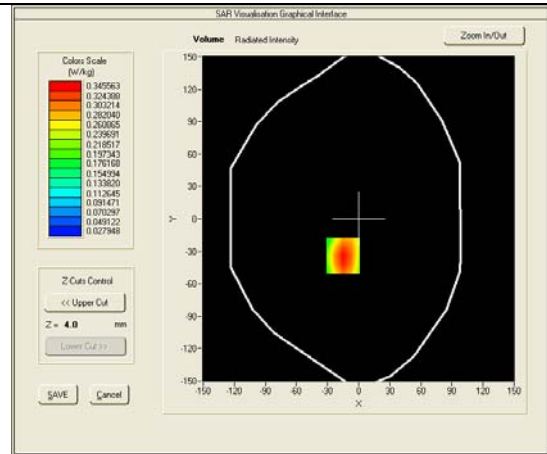 SAR Visualisation Graphical Interface
Volume Radiated Intensity
Zoom In/Out
Colors Scale
(W/kg)
0.345563
0.324388
0.303214
0.282040
0.260865
0.239691
0.218517
0.197343
0.176168
0.154994
0.133820
0.112645
0.091471
0.070297
0.049122
0.027948
Z Cuts Control
<< Upper Cut
Z = 4.0 mm
Lower Cut >>
SAVE Cancel
150
120
90
60
30
0
-30
-60
-90
-120
-150
Y
-150 -120 -90 -60 -30 0 30 60 90 120 150
X